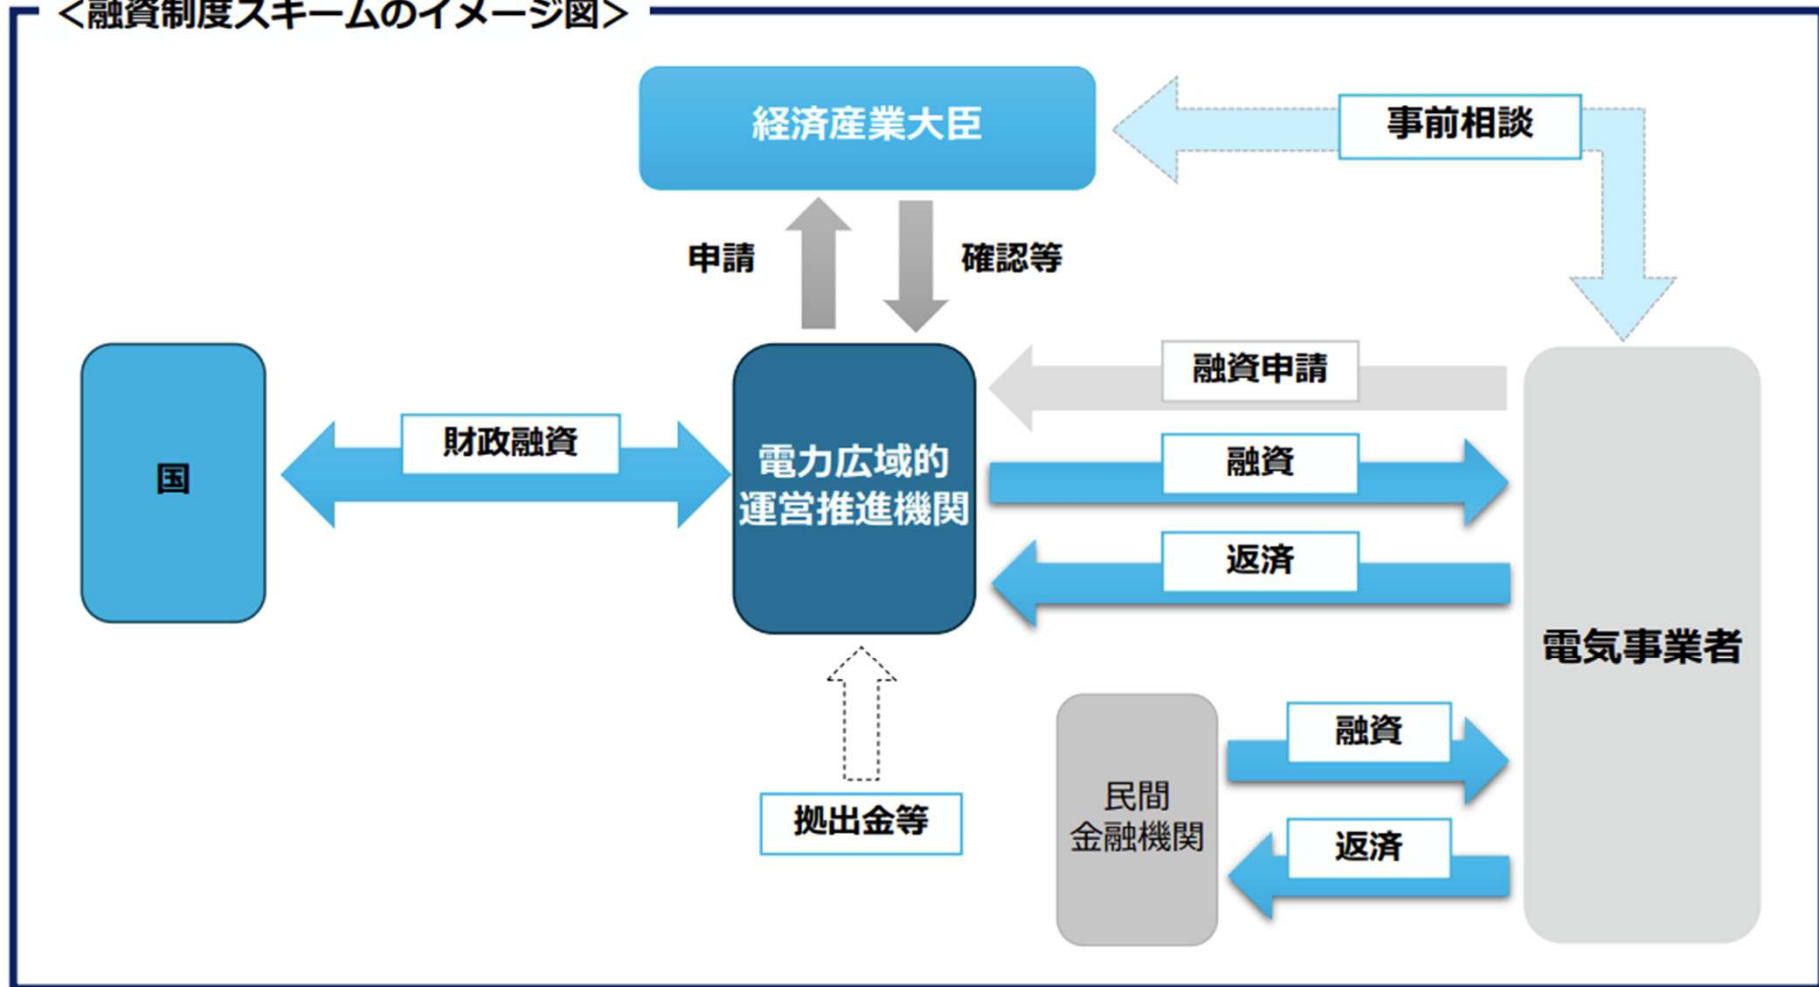 ＜融資制度スキームのイメージ図＞
経済産業大臣
事前相談
申請
確認等
国
財政融資
電力広域的
運営推進機関
融資申請
融資
返済
電気事業者
拠出金等
民間
金融機関
融資
返済